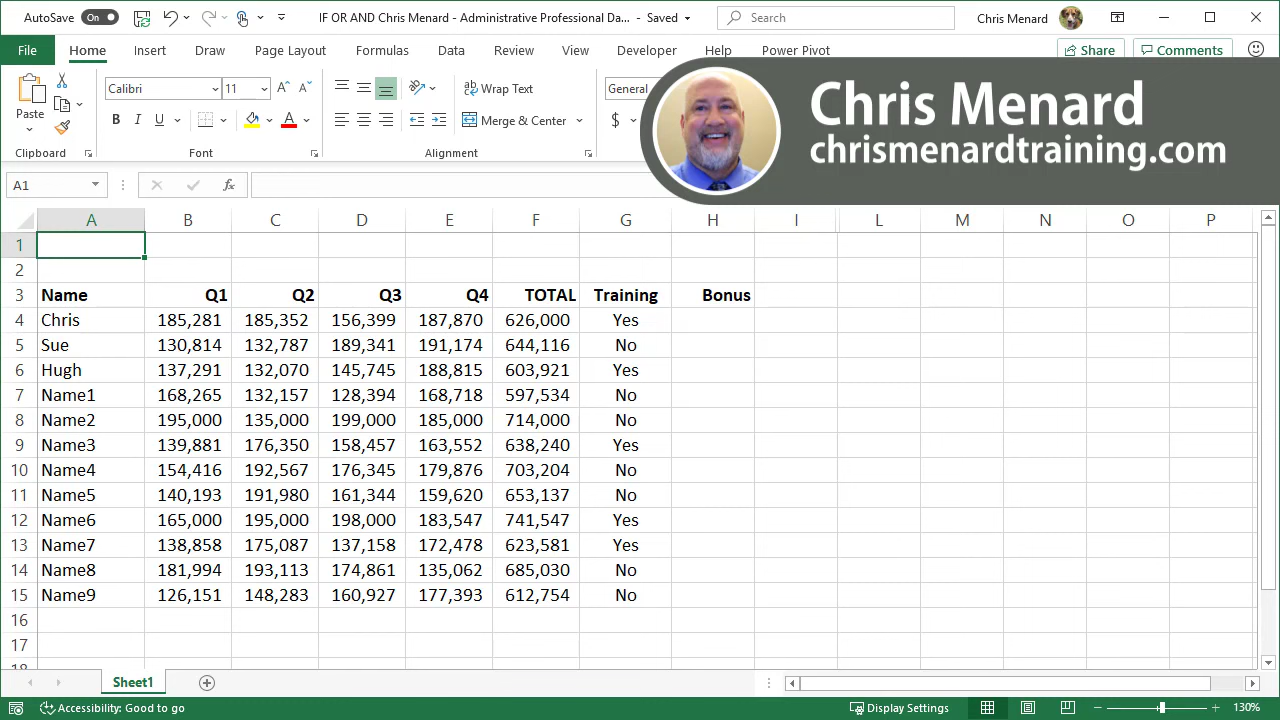 AutoSave On IF OR AND Chris Menard - Administrative Professional Da... - Saved Search Chris Menard
File Home Insert Draw Page Layout Formulas Data Review View Developer Help Power Pivot Share Comments
Paste Calibri 11 Wrap Text General
B I U Merge & Center $
Clipboard Font Alignment
Chris Menard
chrismenardtraining.com
A1 fx
A B C D E F G H I L M N O P
1
2
3 Name Q1 Q2 Q3 Q4 TOTAL Training Bonus
4 Chris 185,281 185,352 156,399 187,870 626,000 Yes
5 Sue 130,814 132,787 189,341 191,174 644,116 No
6 Hugh 137,291 132,070 145,745 188,815 603,921 Yes
7 Name1 168,265 132,157 128,394 168,718 597,534 No
8 Name2 195,000 135,000 199,000 185,000 714,000 No
9 Name3 139,881 176,350 158,457 163,552 638,240 Yes
10 Name4 154,416 192,567 176,345 179,876 703,204 No
11 Name5 140,193 191,980 161,344 159,620 653,137 No
12 Name6 165,000 195,000 198,000 183,547 741,547 Yes
13 Name7 138,858 175,087 137,158 172,478 623,581 Yes
14 Name8 181,994 193,113 174,861 135,062 685,030 No
15 Name9 126,151 148,283 160,927 177,393 612,754 No
16
17
18
Sheet1
Accessibility: Good to go Display Settings 130%